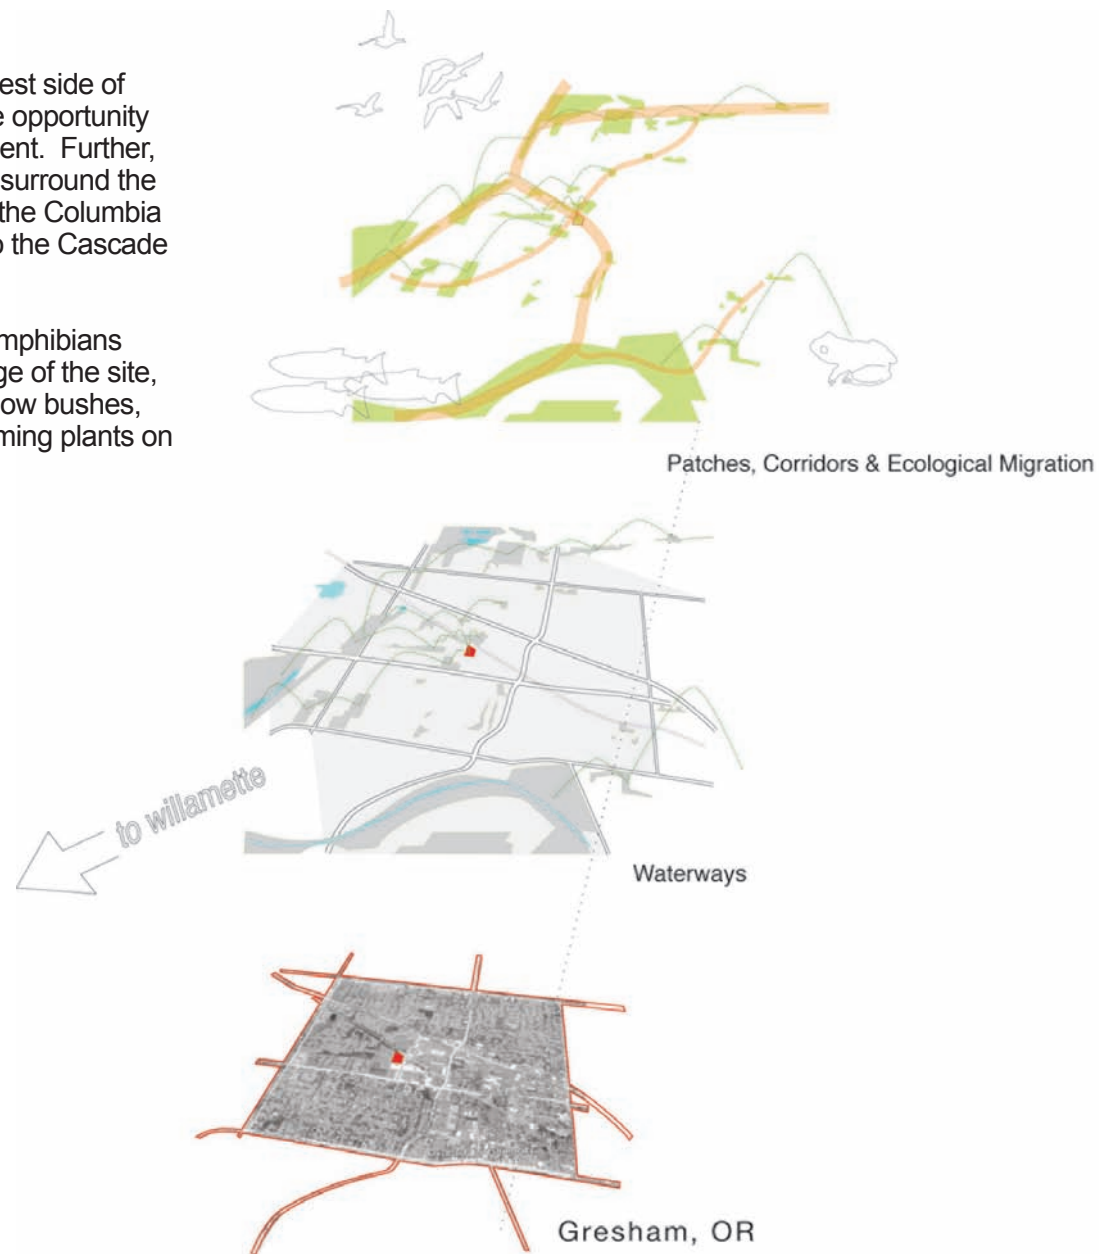 est side of
opportunity
ent. Further,
surround the
the Columbia
the Cascade
mphibians
ge of the site,
ow bushes,
ming plants on
Patches, Corridors & Ecological Migration
to willamette
Waterways
Gresham, OR